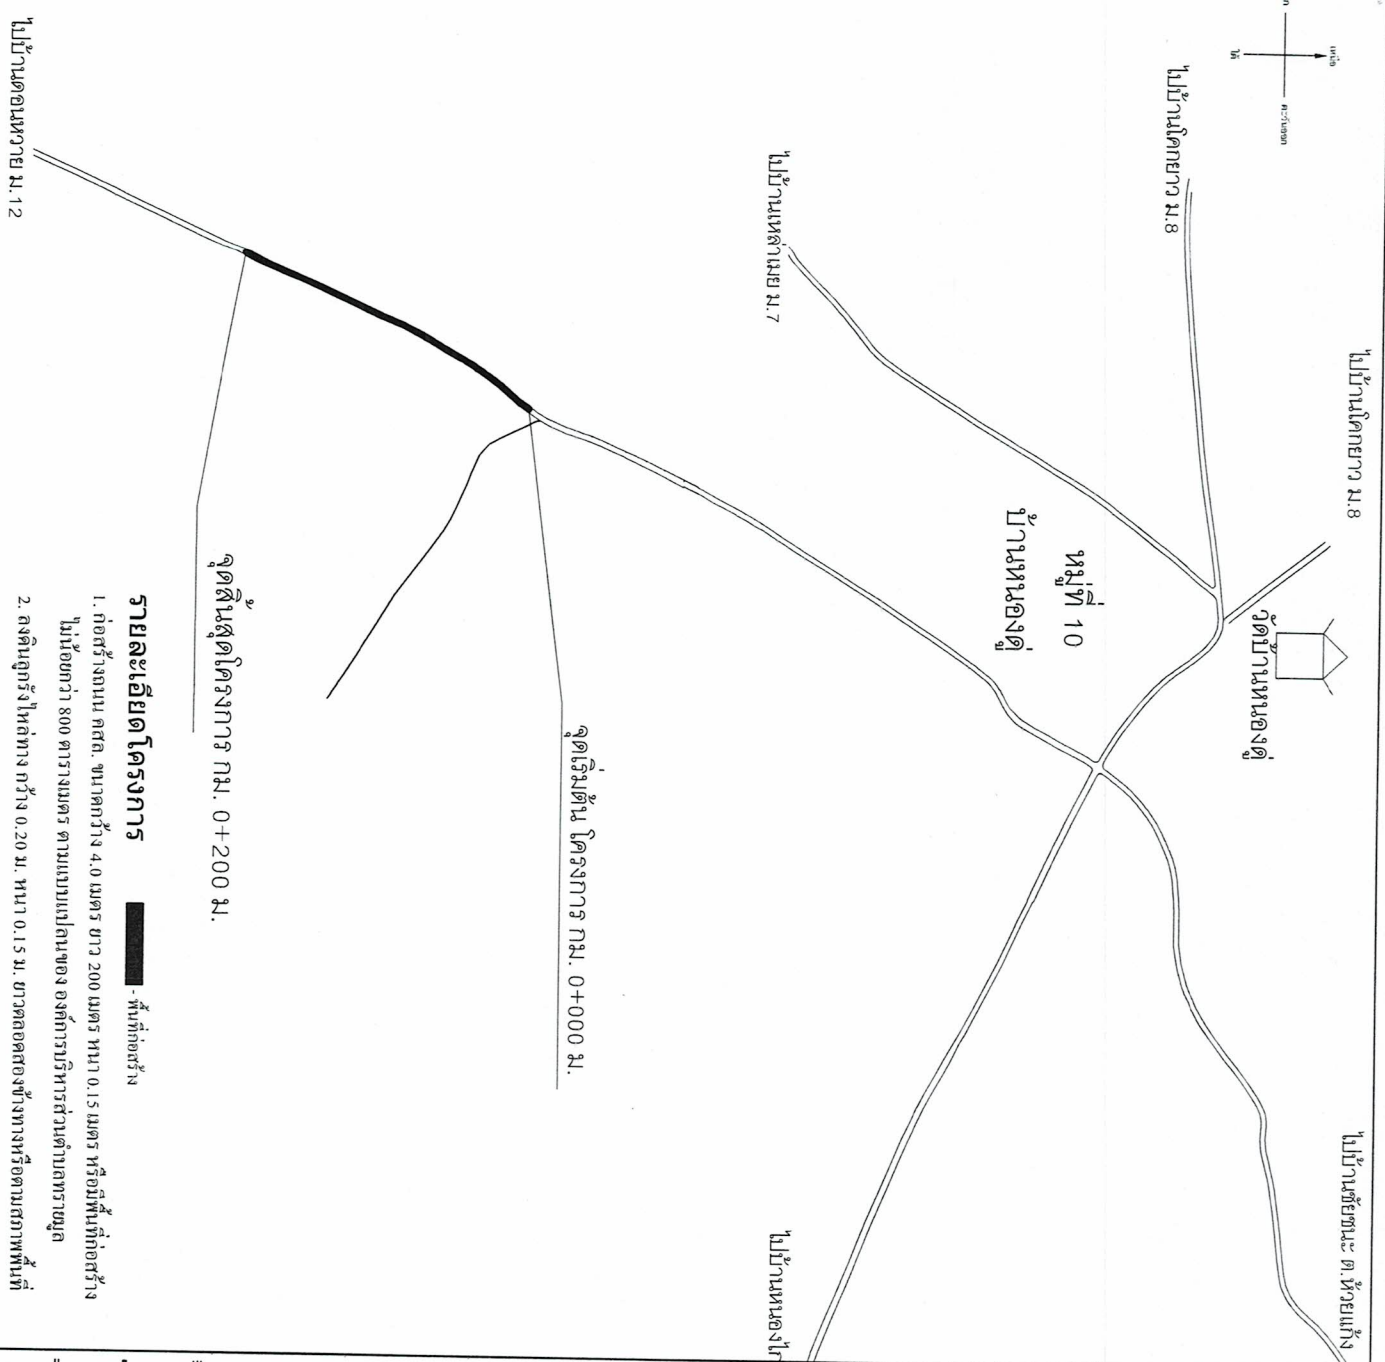 เหนือ
ใต้
ตะวันออก
ไปบ้านโคกยาว ม.8
ไปบ้านโคกยาว ม.8
ไปบ้านชัยชนะ ต.ห้วยแก้ง
วัดบ้านหนองดู่
ไปบ้านเหล่าเมย ม.7
หมู่ที่ 10
บ้านหนองดู่
ไปบ้านหนองไก
ไปบ้านดอนหวาย ม.12
จุดเริ่มต้น โครงการ กม. 0+000 ม.
จุดสิ้นสุดโครงการ กม. 0+200 ม.
รายละเอียดโครงการ
- พื้นที่ก่อสร้าง
1. ก่อสร้างถนน คสล. ขนาดกว้าง 4.0 เมตร ยาว 200 เมตร หนา 0.15 เมตร หรือมีพื้นที่ก่อสร้าง
ไม่น้อยกว่า 800 ตารางเมตร ตามแบบแปลนของ องค์การบริหารส่วนตำบลทรายมูล
2. ลงดินลูกรังไหล่ทาง กว้าง 0.20 ม. หนา 0.15 ม. ยาวตลอดสองข้างทางหรือตามสภาพพื้นที่